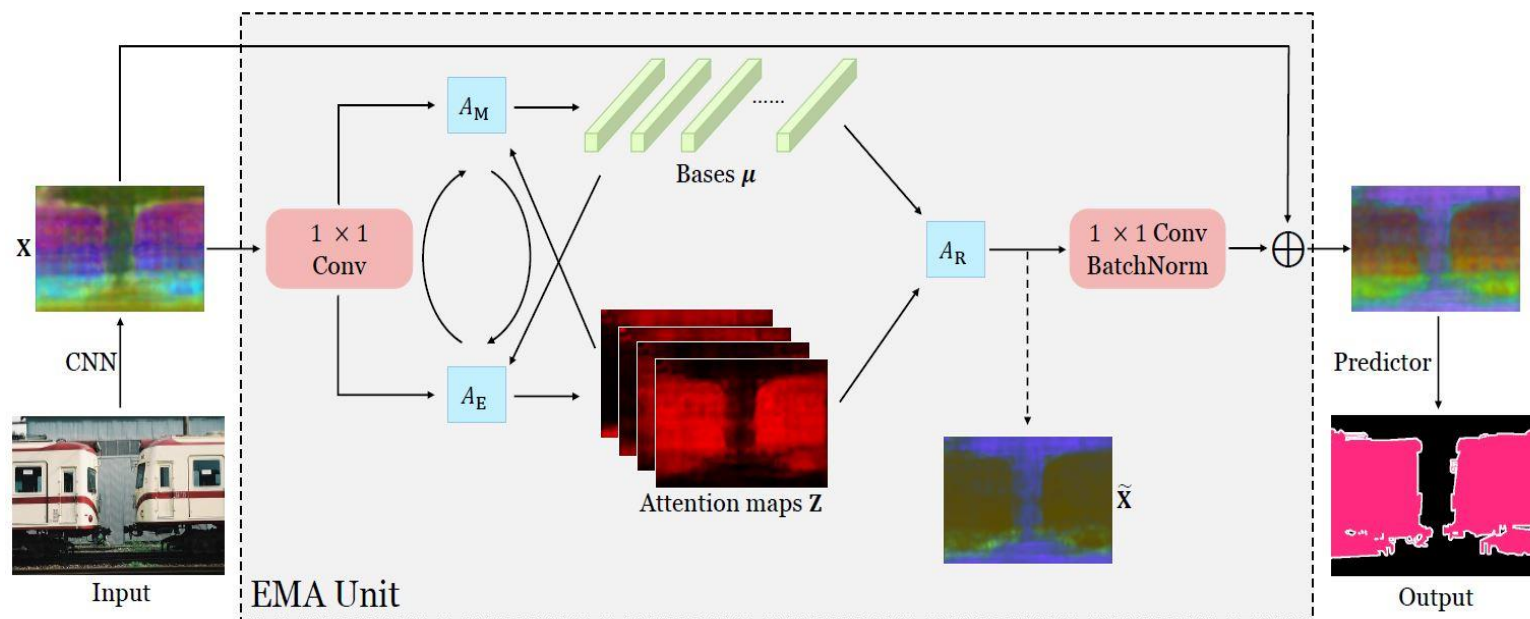 A_M
......
Bases μ
X
1 × 1
Conv
A_R
1 × 1 Conv
BatchNorm
CNN
A_E
Predictor
Attention maps Z
X̃
Input
EMA Unit
Output